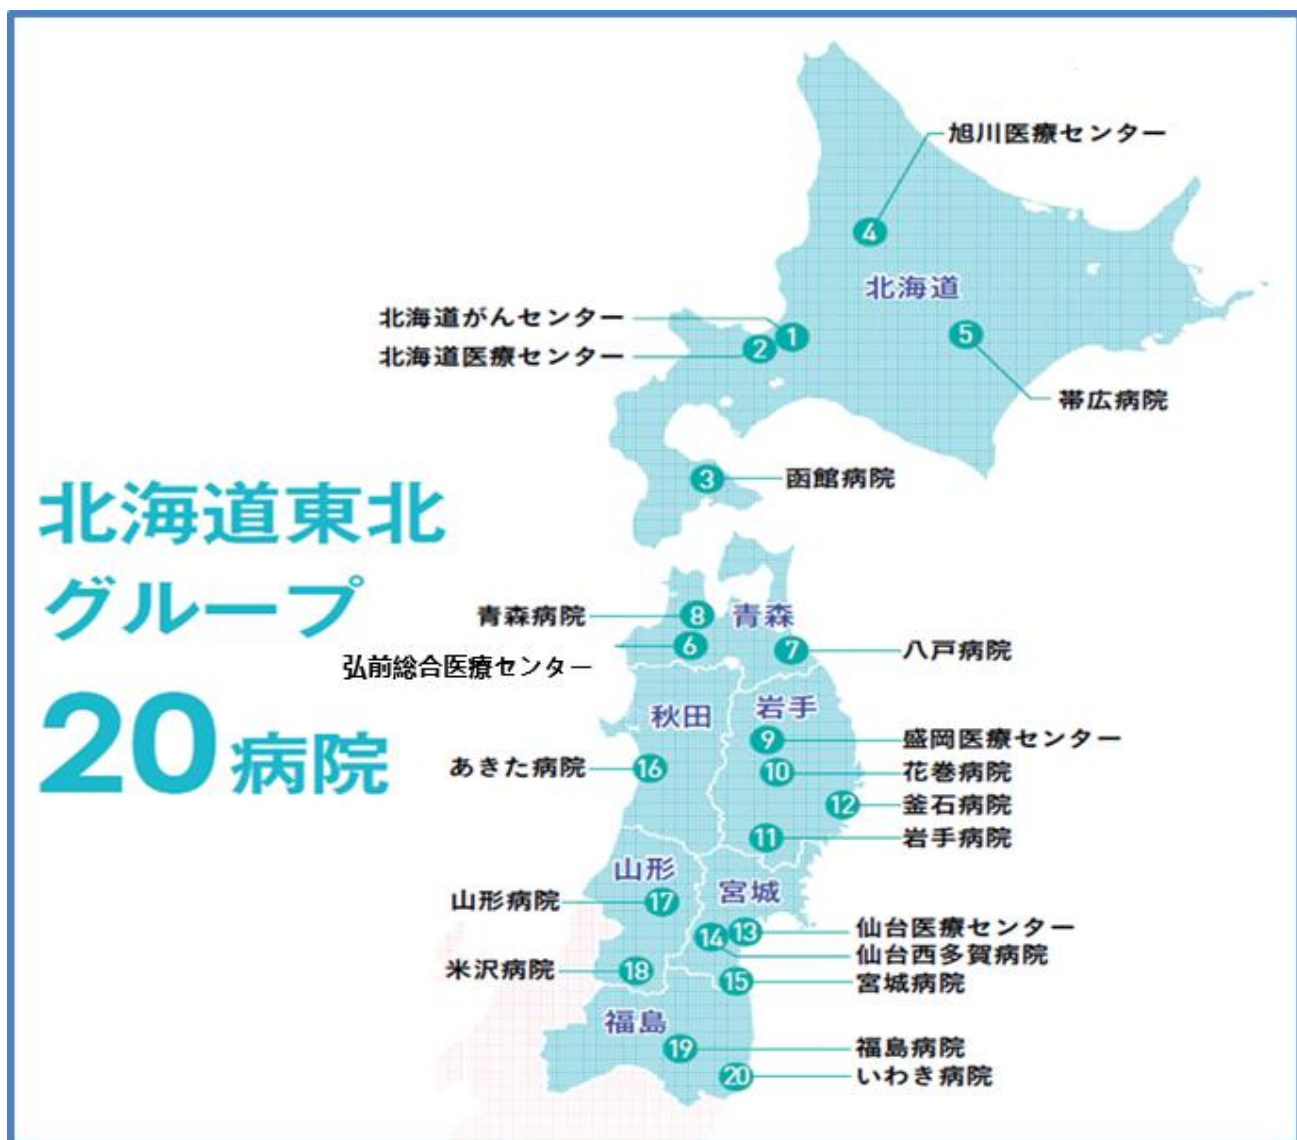 旭川医療センター
4
北海道
北海道がんセンター
1
5
2
北海道医療センター
帯広病院
3
函館病院
北海道東北
グループ
20病院
青森病院
8
青森
6
7
八戸病院
弘前総合医療センター
岩手
秋田
9
盛岡医療センター
あきた病院
16
10
花巻病院
12
釜石病院
11
岩手病院
山形
宮城
山形病院
17
13
仙台医療センター
14
仙台西多賀病院
米沢病院
18
15
宮城病院
福島
19
福島病院
20
いわき病院